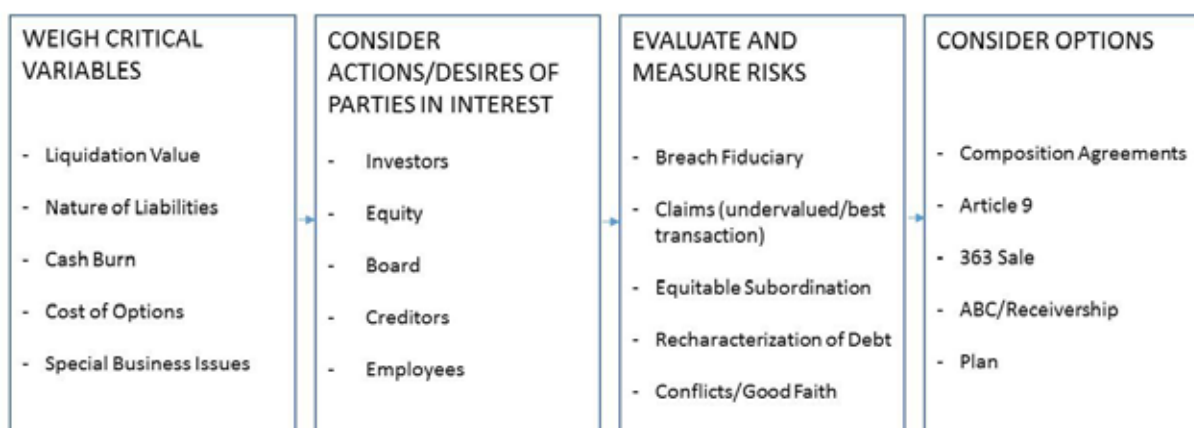 WEIGH CRITICAL
VARIABLES
- Liquidation Value
- Nature of Liabilities
- Cash Burn
- Cost of Options
- Special Business Issues
CONSIDER
ACTIONS/DESIRES OF
PARTIES IN INTEREST
- Investors
- Equity
- Board
- Creditors
- Employees
EVALUATE AND
MEASURE RISKS
- Breach Fiduciary
- Claims (undervalued/best
transaction)
- Equitable Subordination
- Recharacterization of Debt
- Conflicts/Good Faith
CONSIDER OPTIONS
- Composition Agreements
- Article 9
- 363 Sale
- ABC/Receivership
- Plan